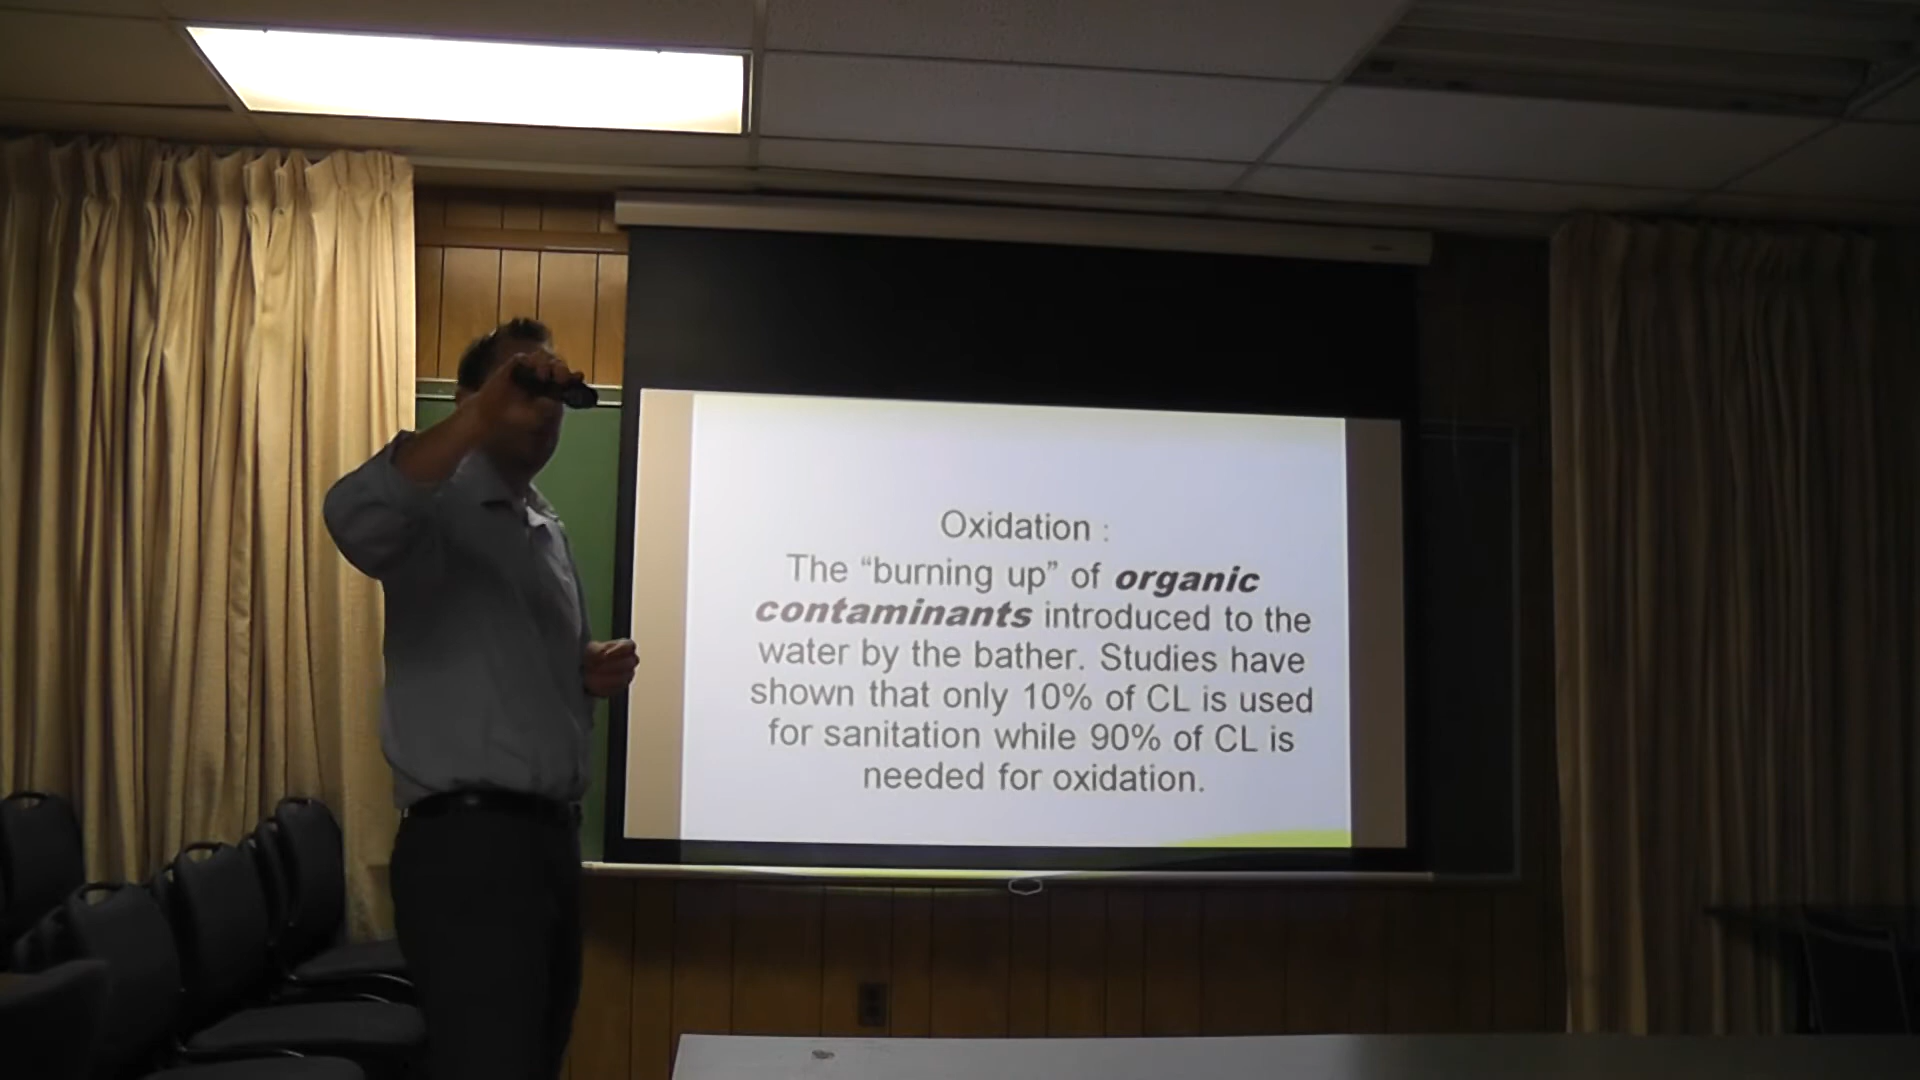 Oxidation :
The “burning up” of organic
contaminants introduced to the
water by the bather. Studies have
shown that only 10% of CL is used
for sanitation while 90% of CL is
needed for oxidation.